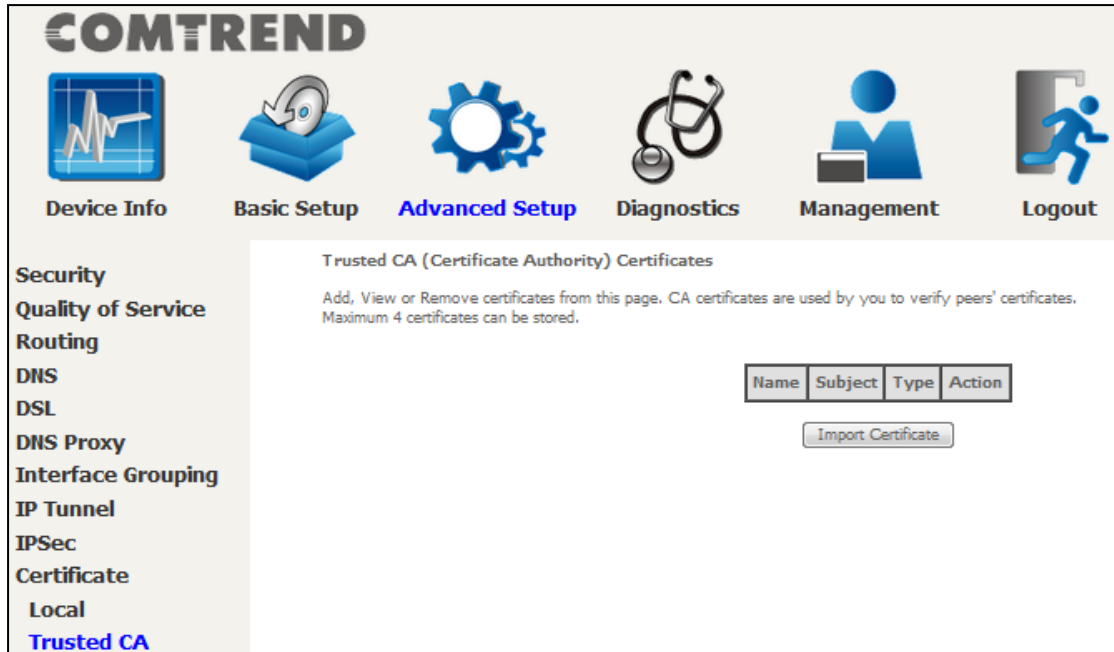 COMTREND
Device Info
Basic Setup
Advanced Setup
Diagnostics
Management
Logout
Security
Quality of Service
Routing
DNS
DSL
DNS Proxy
Interface Grouping
IP Tunnel
IPSec
Certificate
Local
Trusted CA
Trusted CA (Certificate Authority) Certificates
Add, View or Remove certificates from this page. CA certificates are used by you to verify peers' certificates.
Maximum 4 certificates can be stored.
Name Subject Type Action
Import Certificate